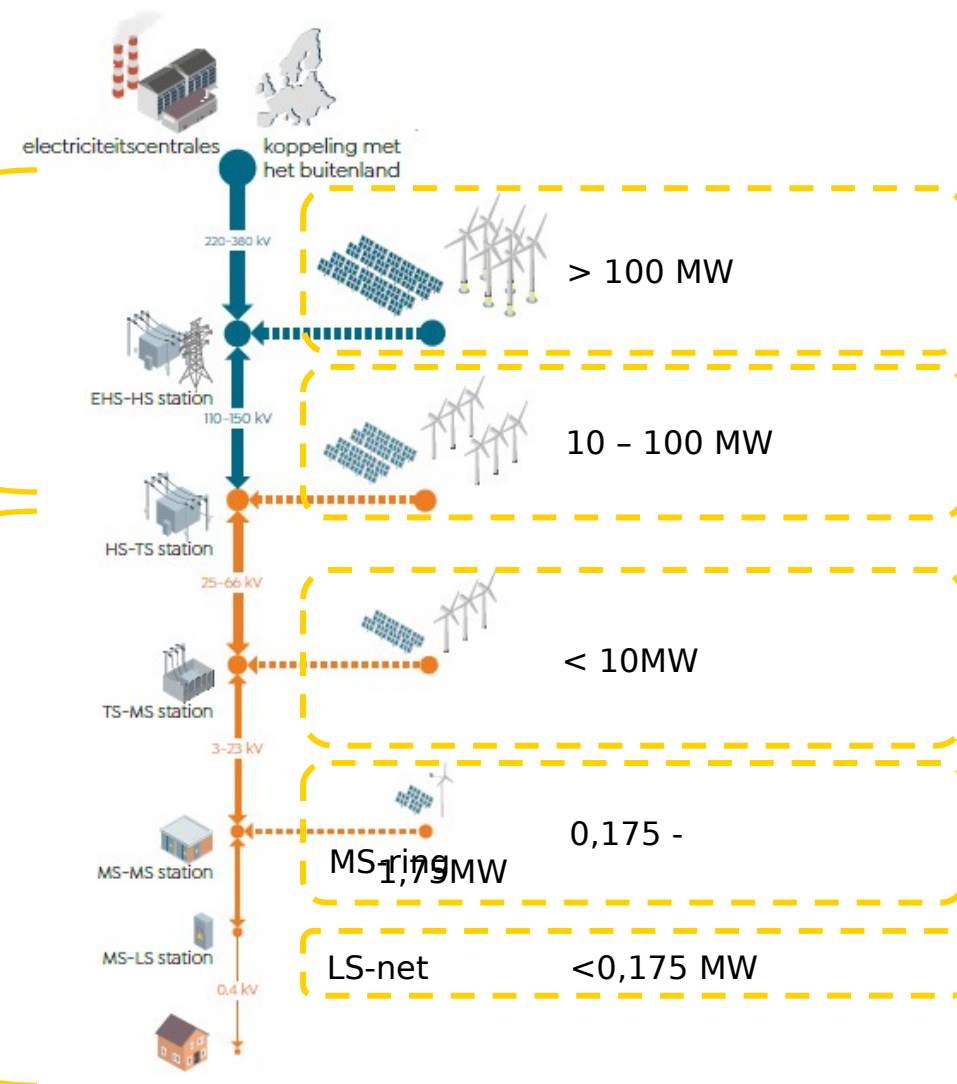 electriciteitscentrales
koppeling met
het buitenland
220-380 kV
> 100 MW
EHS-HS station
110-150 kV
10 – 100 MW
HS-TS station
25-66 kV
< 10MW
TS-MS station
3-23 kV
0,175 -
MS-ring
1,75MW
MS-MS station
MS-LS station
LS-net
<0,175 MW
0,4 kV